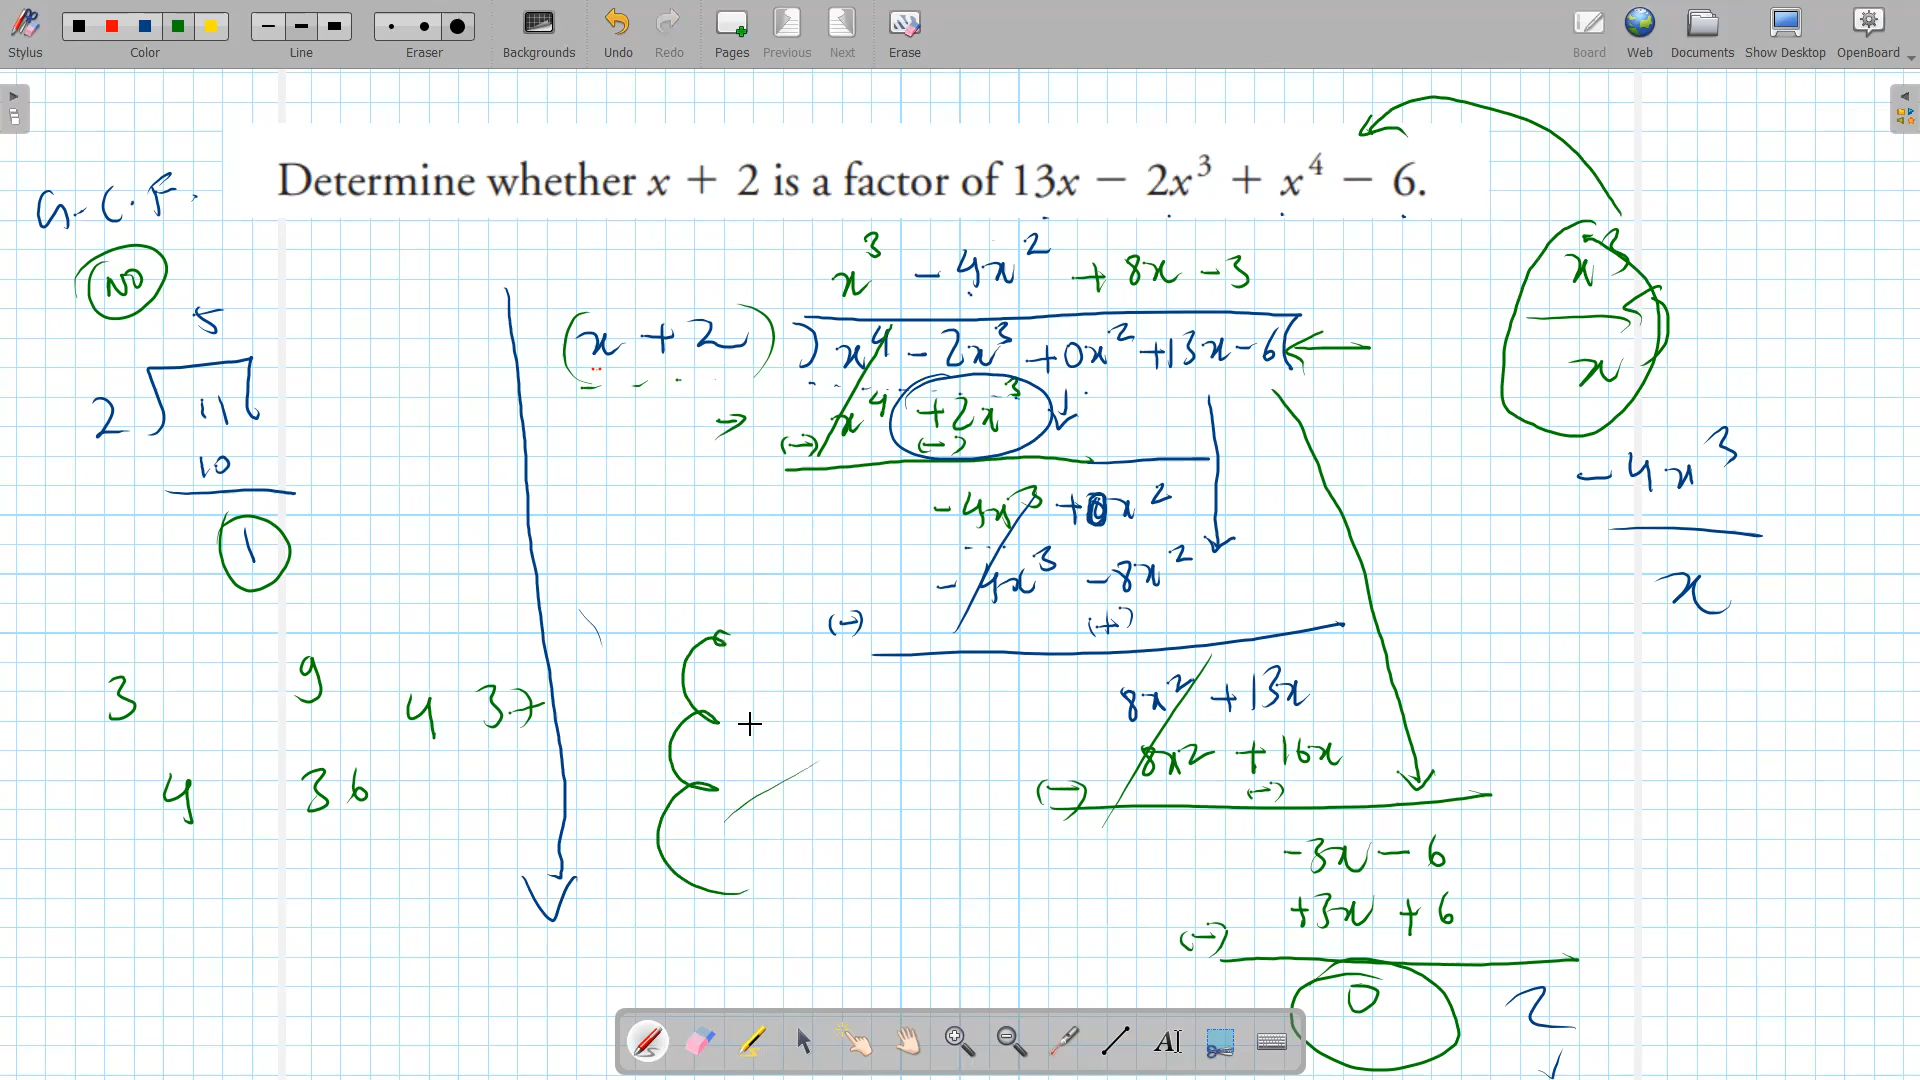 Stylus Color Line Eraser Backgrounds Undo Redo Pages Previous Next Erase Board Web Documents Show Desktop OpenBoard
Determine whether x + 2 is a factor of 13x − 2x³ + x⁴ − 6.
G.C.F.
NO
x³ - 4x² + 8x - 3
(x + 2) ) x⁴ - 2x³ + 0x² + 13x - 6
x⁴ + 2x³
(-) (-)
-4x³ + 0x²
-4x³ - 8x²
(-) (+)
8x² + 13x
8x² + 16x
(-) (-)
-3x - 6
+3x + 6
(-)
0
2
x³
x
-4x³
x
5
2 ) 11
10
1
3 9
4 37
4 36